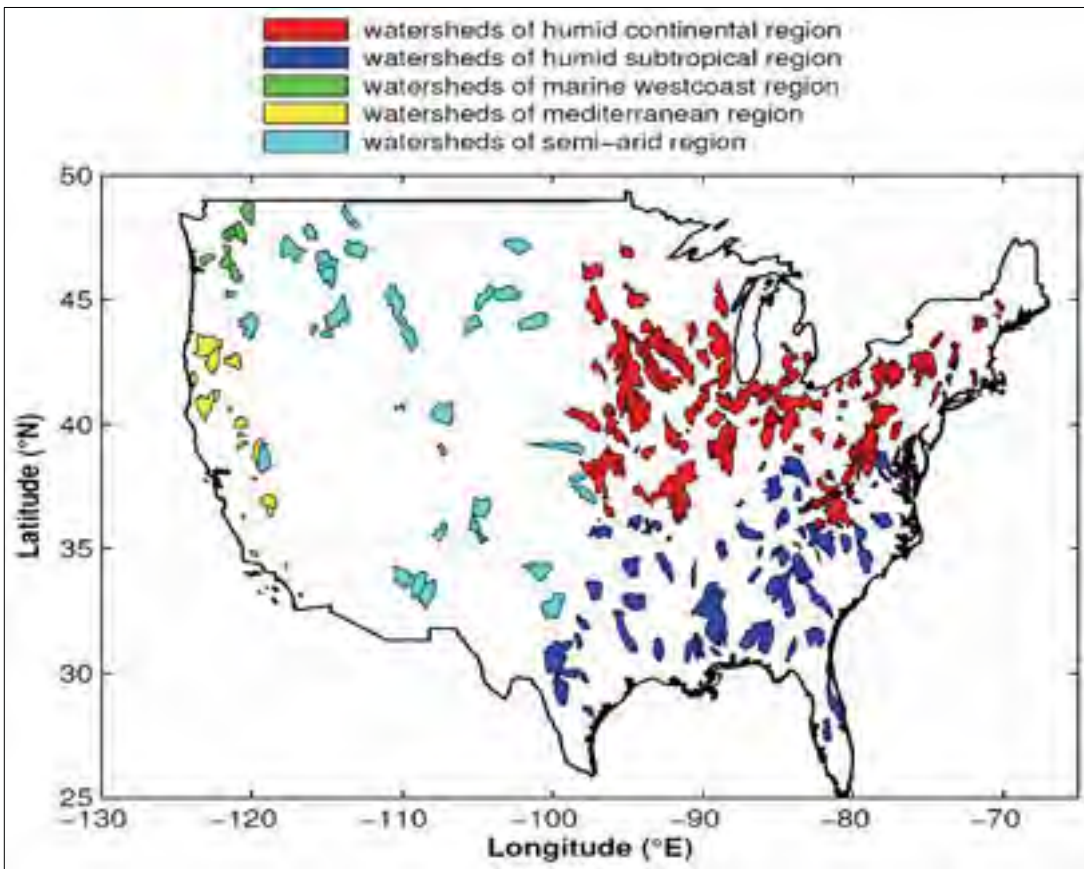 watersheds of humid continental region
watersheds of humid subtropical region
watersheds of marine westcoast region
watersheds of mediterranean region
watersheds of semi-arid region
50
45
40
35
30
25
Latitude (°N)
-130 -120 -110 -100 -90 -80 -70
Longitude (°E)